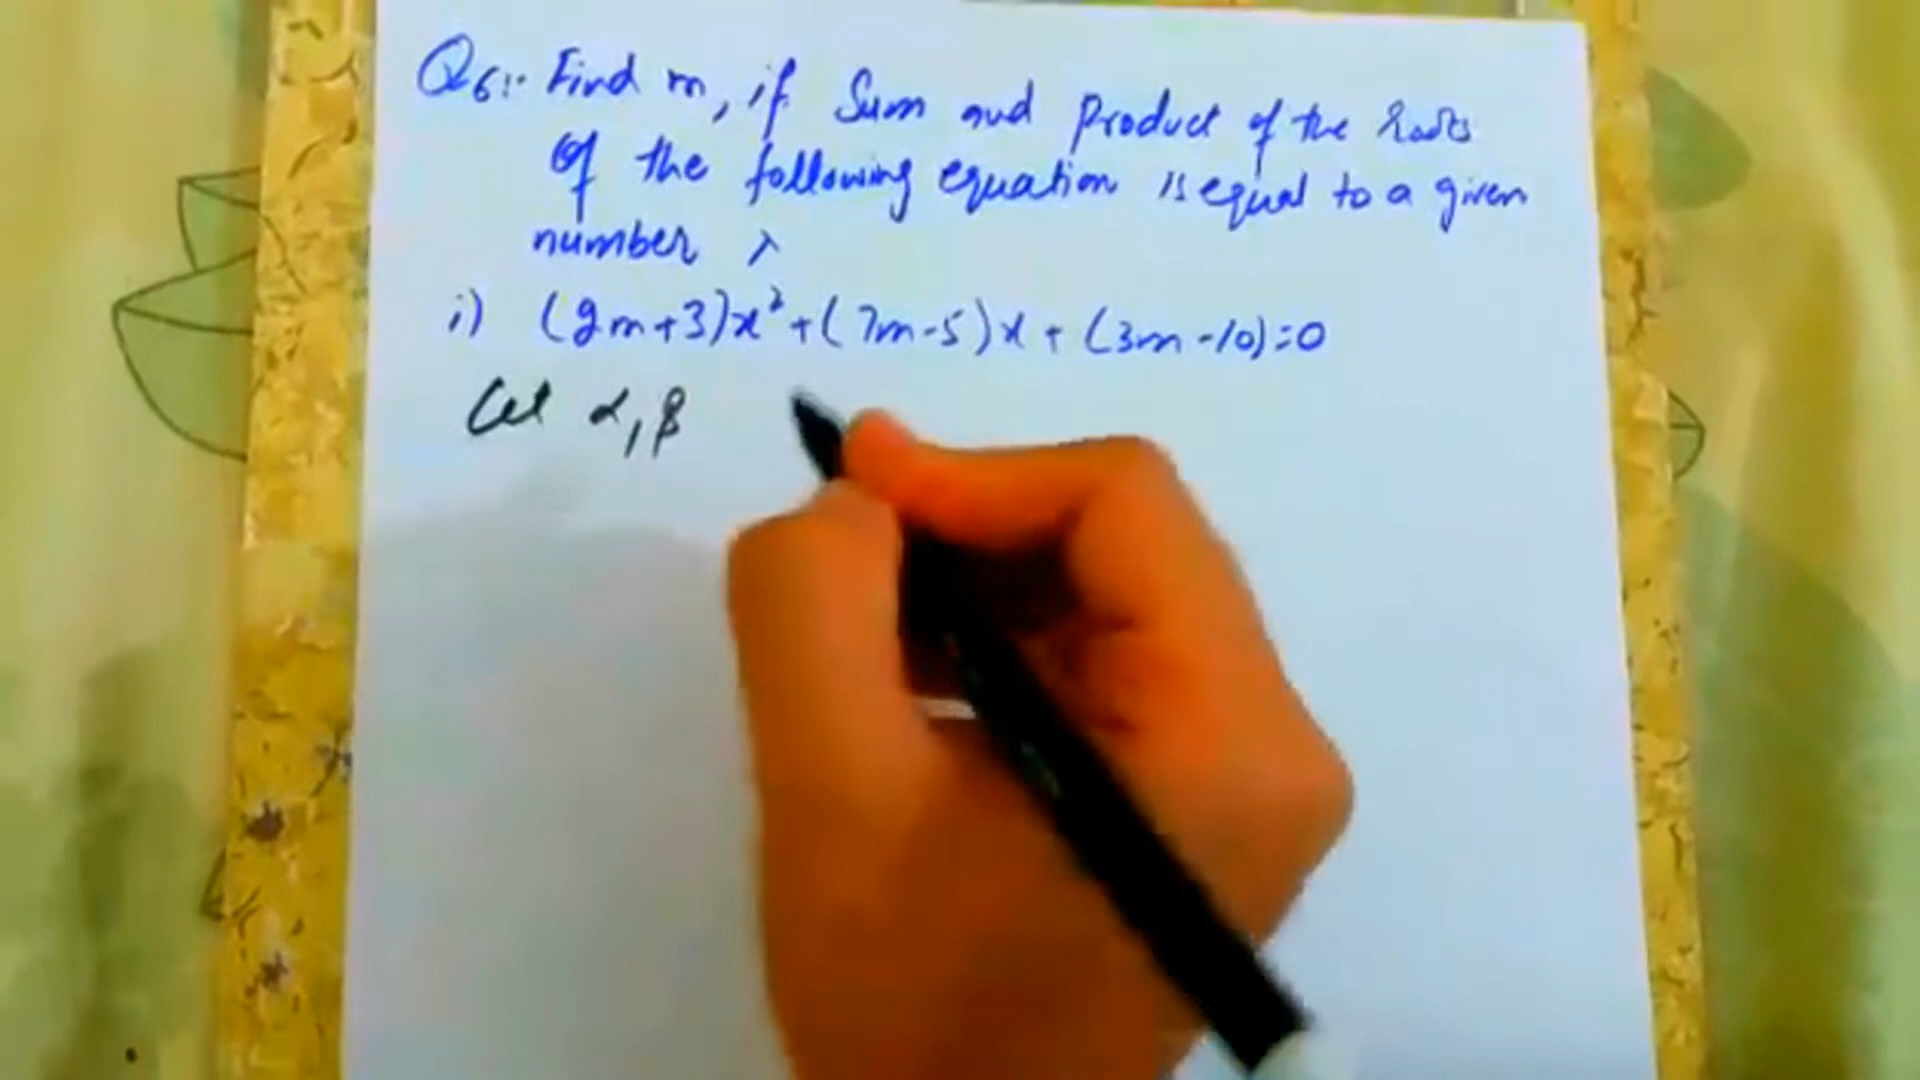 Q6:- Find m, if Sum and Product of the Roots
Of the following equation is equal to a given
number λ
i) (2m+3)x²+(7m-5)x+(3m-10)=0
Let α, β